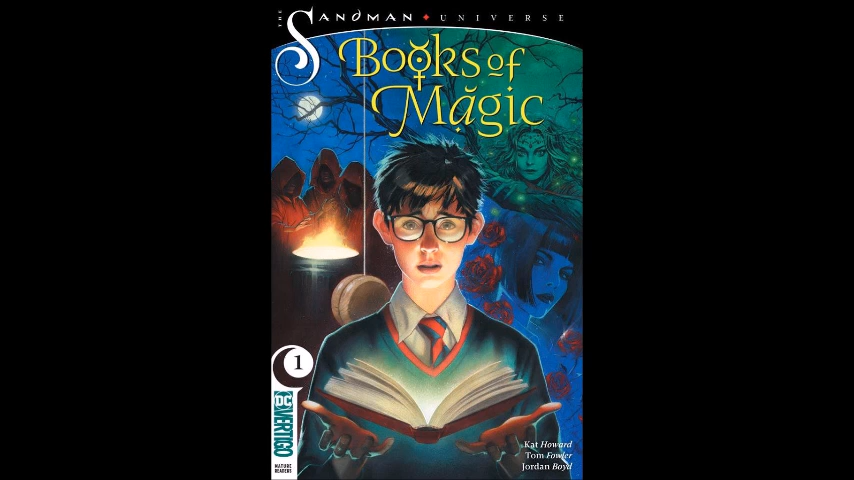 THE SANDMAN UNIVERSE
Books of
Magic
1
DC
VERTIGO
MATURE
READERS
Kat Howard
Tom Fowler
Jordan Boyd